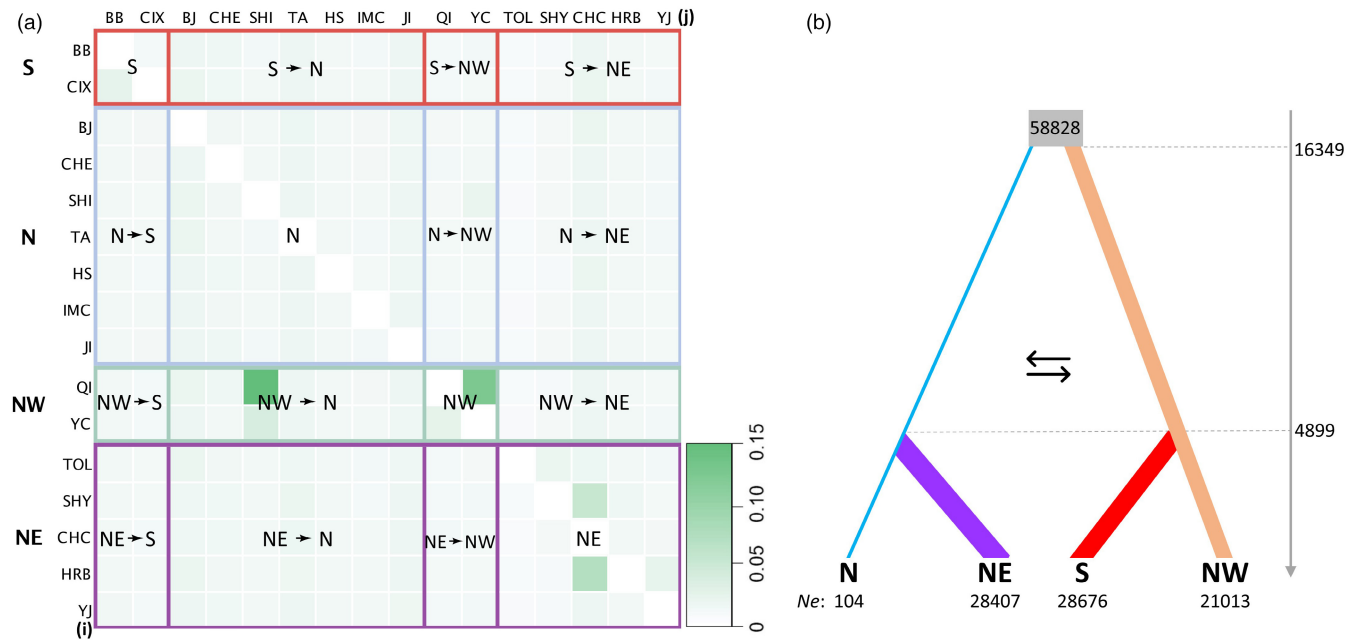 (a)
BB CIX BJ CHE SHI TA HS IMC JI QI YC TOL SHY CHC HRB YJ (j)
S
BB
CIX
S
S → N
S → NW
S → NE
N
BJ
CHE
SHI
TA
HS
IMC
JI
N → S
N
N → NW
N → NE
NW
QI
YC
NW → S
NW → N
NW
NW → NE
NE
TOL
SHY
CHC
HRB
YJ
(i)
NE → S
NE → N
NE → NW
NE
0.15
0.10
0.05
0
(b)
58828
16349
4899
N NE S NW
Ne: 104 28407 28676 21013